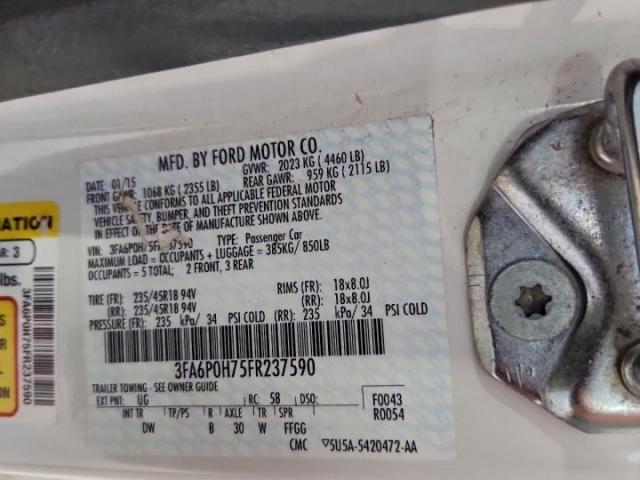 MFD. BY FORD MOTOR CO.
DATE: 01/15 GVWR: 2023 KG ( 4460 LB)
FRONT GAWR: 1068 KG ( 2355 LB) REAR GAWR: 959 KG ( 2115 LB)
THIS VEHICLE CONFORMS TO ALL APPLICABLE FEDERAL MOTOR
VEHICLE SAFETY, BUMPER, AND THEFT PREVENTION STANDARDS
IN EFFECT ON THE DATE OF MANUFACTURE SHOWN ABOVE.
VIN: 3FA6P0H75FR237590 TYPE: Passenger Car
MAXIMUM LOAD = OCCUPANTS + LUGGAGE = 385KG/ 850LB
OCCUPANTS = 5 TOTAL; 2 FRONT, 3 REAR
TIRE (FR): 235/45R18 94V RIMS (FR): 18x8.0J
(RR): 235/45R18 94V (RR): 18x8.0J
PRESSURE (FR): 235 kPa/ 34 PSI COLD (RR): 235 kPa/ 34 PSI COLD
3FA6P0H75FR237590
TRAILER TOWING - SEE OWNER GUIDE
EXT PNT: UG RC: 58 DSO: F0043
INT TR TP/PS R AXLE TR SPR R0054
DW B 30 W FFGG
CMC 5U5A-5420472-AA
3
lbs.
3FA6P0H75FR237590